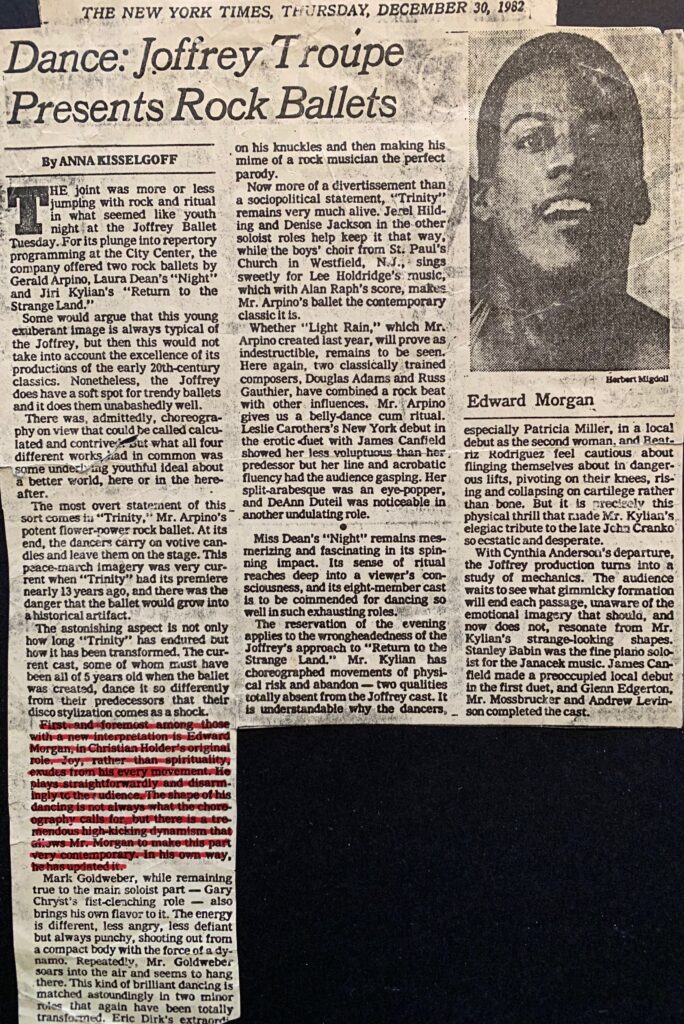 THE NEW YORK TIMES, THURSDAY, DECEMBER 30, 1982
Dance: Joffrey Troupe
Presents Rock Ballets
By ANNA KISSELGOFF
THE joint was more or less
jumping with rock and ritual
in what seemed like youth
night at the Joffrey Ballet
Tuesday. For its plunge into repertory
programming at the City Center, the
company offered two rock ballets by
Gerald Arpino, Laura Dean's "Night"
and Jiri Kylian's "Return to the
Strange Land."
Some would argue that this young
exuberant image is always typical of
the Joffrey, but then this would not
take into account the excellence of its
productions of the early 20th-century
classics. Nonetheless, the Joffrey
does have a soft spot for trendy ballets
and it does them unabashedly well.
There was, admittedly, choreogra-
phy on view that could be called calcu-
lated and contrived. But what all four
different works had in common was
some underlying youthful ideal about
a better world, here or in the here-
after.
The most overt statement of this
sort comes in "Trinity," Mr. Arpino's
potent flower-power rock ballet. At its
end, the dancers carry on votive can-
dles and leave them on the stage. This
peace-march imagery was very cur-
rent when "Trinity" had its premiere
nearly 13 years ago, and there was the
danger that the ballet would grow into
a historical artifact.
The astonishing aspect is not only
how long "Trinity" has endured but
how it has been transformed. The cur-
rent cast, some of whom must have
been all of 5 years old when the ballet
was created, dance it so differently
from their predecessors that their
disco stylization comes as a shock.
First and foremost among those
with a new interpretation is Edward
Morgan, in Christian Holder's original
role. Joy, rather than spirituality,
exudes from his every movement. He
plays straightforwardly and disarm-
ingly to the audience. The shape of his
dancing is not always what the chore-
ography calls for, but there is a tre-
mendous high-kicking dynamism that
allows Mr. Morgan to make this part
very contemporary. In his own way,
he has updated it.
Mark Goldweber, while remaining
true to the main soloist part — Gary
Chryst's fist-clenching role — also
brings his own flavor to it. The energy
is different, less angry, less defiant
but always punchy, shooting out from
a compact body with the force of a dy-
namo. Repeatedly, Mr. Goldweber
soars into the air and seems to hang
there. This kind of brilliant dancing is
matched astoundingly in two minor
roles that again have been totally
transformed. Eric Dirk's extraordi-
on his knuckles and then making his
mime of a rock musician the perfect
parody.
Now more of a divertissement than
a sociopolitical statement, "Trinity"
remains very much alive. Jerel Hild-
ing and Denise Jackson in the other
soloist roles help keep it that way,
while the boys' choir from St. Paul's
Church in Westfield, N.J., sings
sweetly for Lee Holdridge's music,
which with Alan Raph's score, makes
Mr. Arpino's ballet the contemporary
classic it is.
Whether "Light Rain," which Mr.
Arpino created last year, will prove as
indestructible, remains to be seen.
Here again, two classically trained
composers, Douglas Adams and Russ
Gauthier, have combined a rock beat
with other influences. Mr. Arpino
gives us a belly-dance cum ritual.
Leslie Carothers's New York debut in
the erotic duet with James Canfield
showed her less voluptuous than her
predessor but her line and acrobatic
fluency had the audience gasping. Her
split-arabesque was an eye-popper,
and DeAnn Duteil was noticeable in
another undulating role.
•
Miss Dean's "Night" remains mes-
merizing and fascinating in its spin-
ning impact. Its sense of ritual
reaches deep into a viewer's con-
sciousness, and its eight-member cast
is to be commended for dancing so
well in such exhausting roles.
The reservation of the evening
applies to the wrongheadedness of the
Joffrey's approach to "Return to the
Strange Land." Mr. Kylian has
choreographed movements of physi-
cal risk and abandon — two qualities
totally absent from the Joffrey cast. It
is understandable why the dancers,
Herbert Migdoll
Edward Morgan
especially Patricia Miller, in a local
debut as the second woman, and Beat-
riz Rodriguez feel cautious about
flinging themselves about in danger-
ous lifts, pivoting on their knees, ris-
ing and collapsing on cartilege rather
than bone. But it is precisely this
physical thrill that made Mr. Kylian's
elegiac tribute to the late John Cranko
so ecstatic and desperate.
With Cynthia Anderson's departure,
the Joffrey production turns into a
study of mechanics. The audience
waits to see what gimmicky formation
will end each passage, unaware of the
emotional imagery that should, and
now does not, resonate from Mr.
Kylian's strange-looking shapes.
Stanley Babin was the fine piano solo-
ist for the Janacek music. James Can-
field made a preoccupied local debut
in the first duet, and Glenn Edgerton,
Mr. Mossbrucker and Andrew Levin-
son completed the cast.